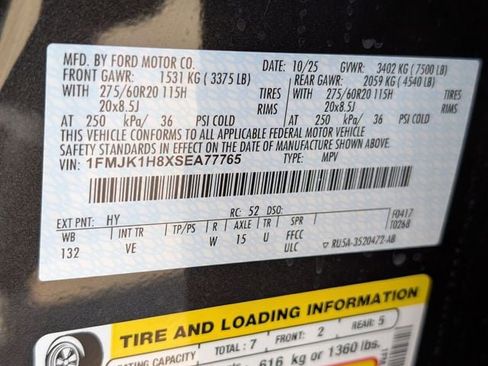 MFD. BY FORD MOTOR CO. 10/25 GVWR: 3402 KG ( 7500 LB)
FRONT GAWR: 1531 KG ( 3375 LB) REAR GAWR: 2059 KG ( 4540 LB)
WITH 275/60R20 115H TIRES WITH 275/60R20 115H TIRES
20x8.5J RIMS 20x8.5J RIMS
AT 250 kPa/ 36 PSI COLD AT 250 kPa/ 36 PSI COLD
THIS VEHICLE CONFORMS TO ALL APPLICABLE FEDERAL MOTOR VEHICLE
SAFETY STANDARDS IN EFFECT ON THE DATE OF MANUFACTURE SHOWN ABOVE.
VIN: 1FMJK1H8XSEA77765 TYPE: MPV
EXT PNT: HY RC: 52 DSO: F0417
WB INT TR TP/PS R AXLE TR SPR T0268
132 VE W 15 U FFCC
ULC ▽ RU5A-3520472-AB
TIRE AND LOADING INFORMATION
SEATING CAPACITY TOTAL : 7 FRONT: 2 REAR: 5
616 kg or 1360 lbs.